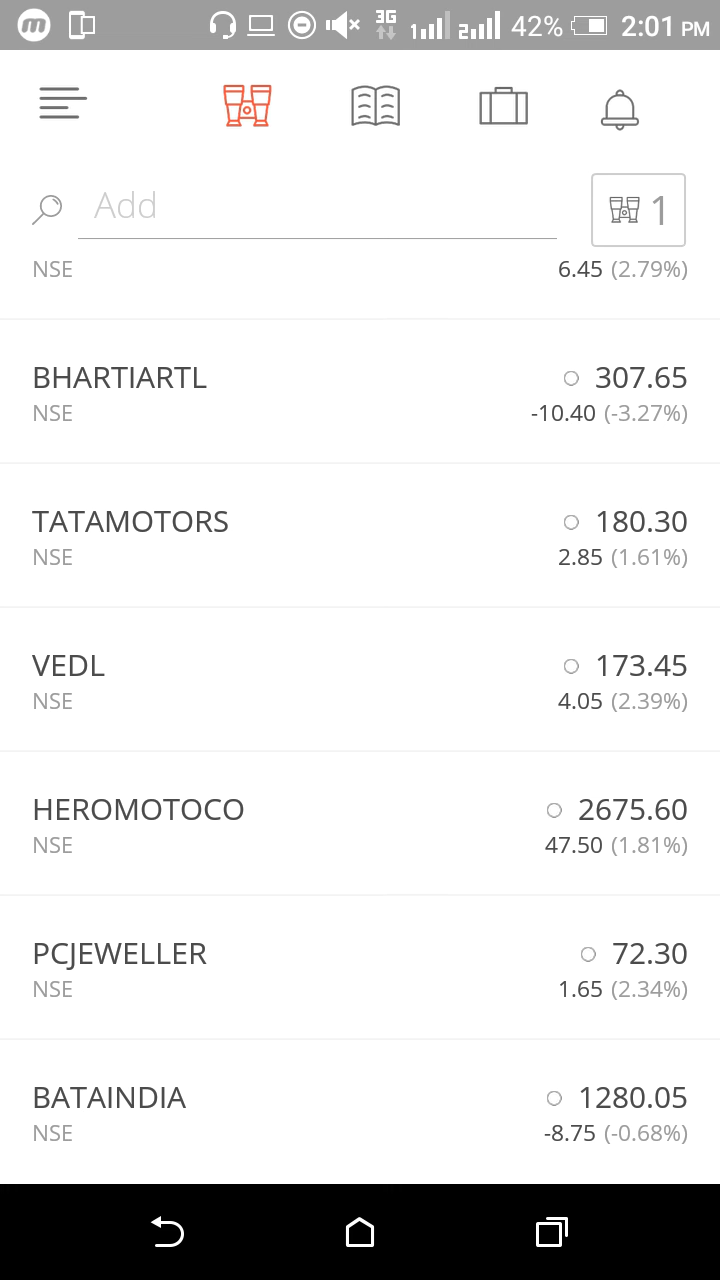 m 3G 1 2 42% 2:01 PM
Add 1
NSE 6.45 (2.79%)
BHARTIARTL 307.65
NSE -10.40 (-3.27%)
TATAMOTORS 180.30
NSE 2.85 (1.61%)
VEDL 173.45
NSE 4.05 (2.39%)
HEROMOTOCO 2675.60
NSE 47.50 (1.81%)
PCJEWELLER 72.30
NSE 1.65 (2.34%)
BATAINDIA 1280.05
NSE -8.75 (-0.68%)